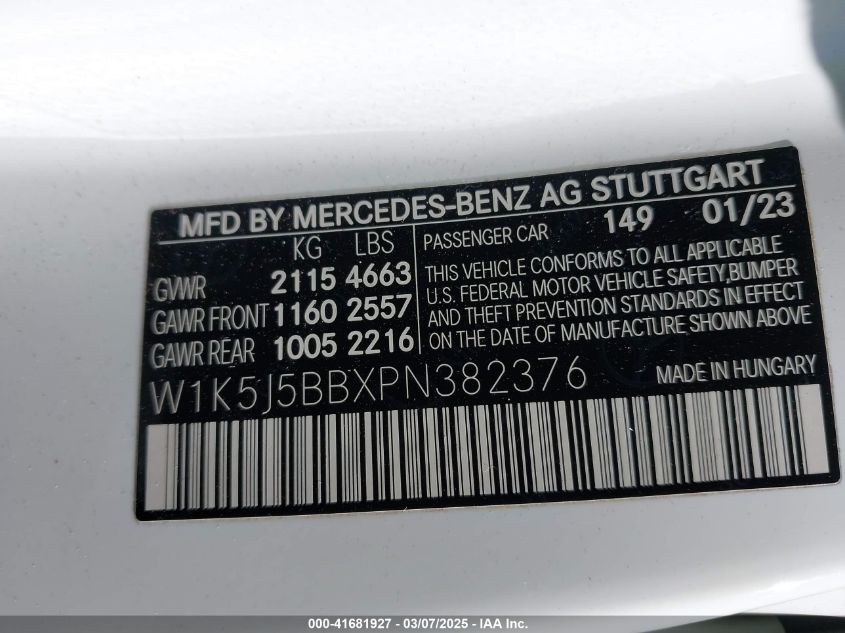 MFD BY MERCEDES-BENZ AG STUTTGART
KG LBS
GVWR 2115 4663
GAWR FRONT 1160 2557
GAWR REAR 1005 2216
PASSENGER CAR 149 01/23
THIS VEHICLE CONFORMS TO ALL APPLICABLE
U.S. FEDERAL MOTOR VEHICLE SAFETY,BUMPER
AND THEFT PREVENTION STANDARDS IN EFFECT
ON THE DATE OF MANUFACTURE SHOWN ABOVE
W1K5J5BBXPN382376 MADE IN HUNGARY
000-41681927 - 03/07/2025 - IAA Inc.